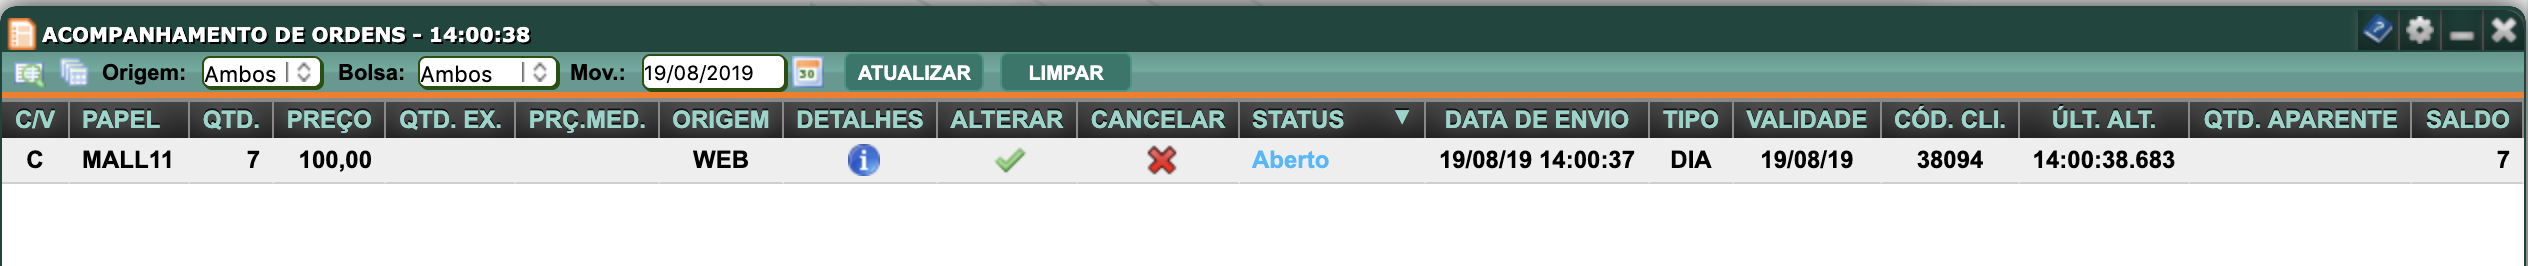 ACOMPANHAMENTO DE ORDENS - 14:00:38
Origem: Ambos Bolsa: Ambos Mov.: 19/08/2019 30 ATUALIZAR LIMPAR
C/V PAPEL QTD. PREÇO QTD. EX. PRÇ.MED. ORIGEM DETALHES ALTERAR CANCELAR STATUS ▼ DATA DE ENVIO TIPO VALIDADE CÓD. CLI. ÚLT. ALT. QTD. APARENTE SALDO
C MALL11 7 100,00 WEB Aberto 19/08/19 14:00:37 DIA 19/08/19 38094 14:00:38.683 7